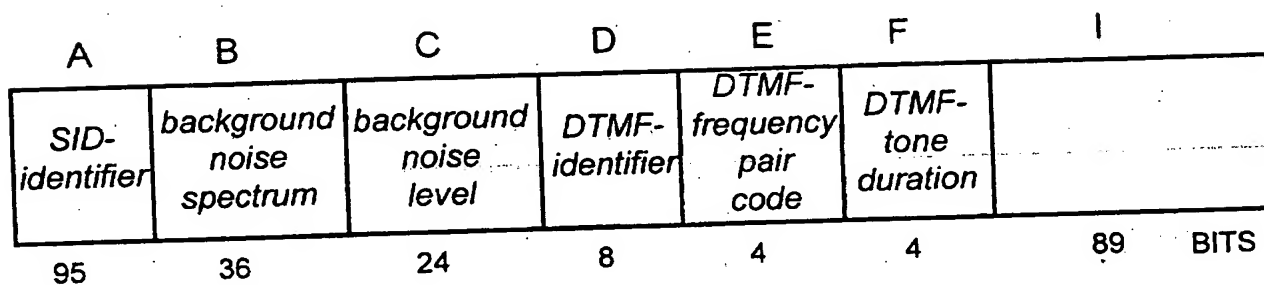 A B C D E F I
SID-
identifier
background
noise
spectrum
background
noise
level
DTMF-
identifier
DTMF-
frequency
pair
code
DTMF-
tone
duration
95 36 24 8 4 4 89 BITS